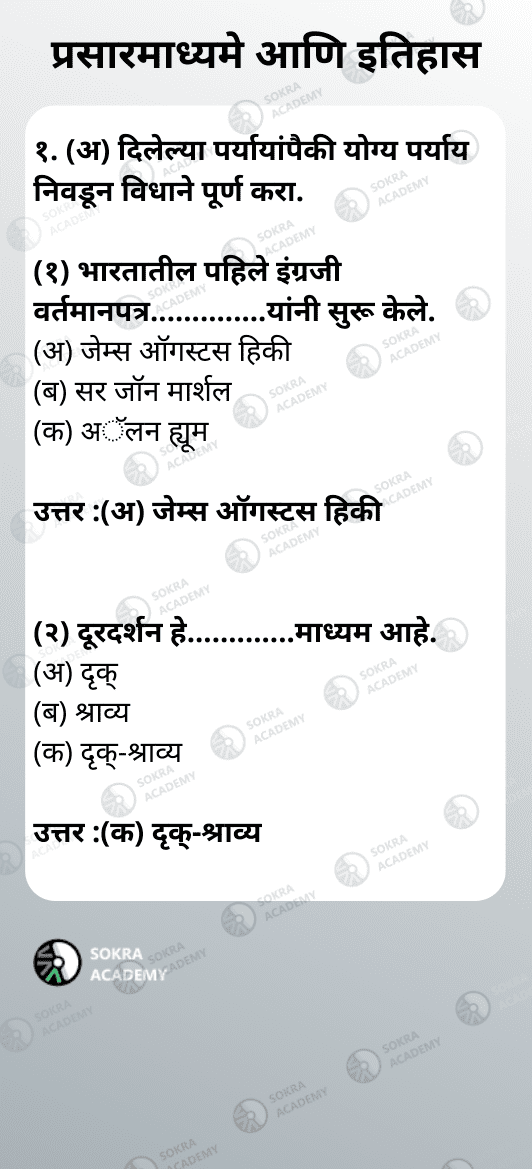 प्रसारमाध्यमे आणि इतिहास
१. (अ) दिलेल्या पर्यायांपैकी योग्य पर्याय
निवडून विधाने पूर्ण करा.
(१) भारतातील पहिले इंग्रजी
वर्तमानपत्र..............यांनी सुरू केले.
(अ) जेम्स ऑगस्टस हिकी
(ब) सर जॉन मार्शल
(क) अॅलन ह्यूम
उत्तर :(अ) जेम्स ऑगस्टस हिकी
(२) दूरदर्शन हे.............माध्यम आहे.
(अ) दृक्
(ब) श्राव्य
(क) दृक्-श्राव्य
उत्तर :(क) दृक्-श्राव्य
SOKRA
ACADEMY